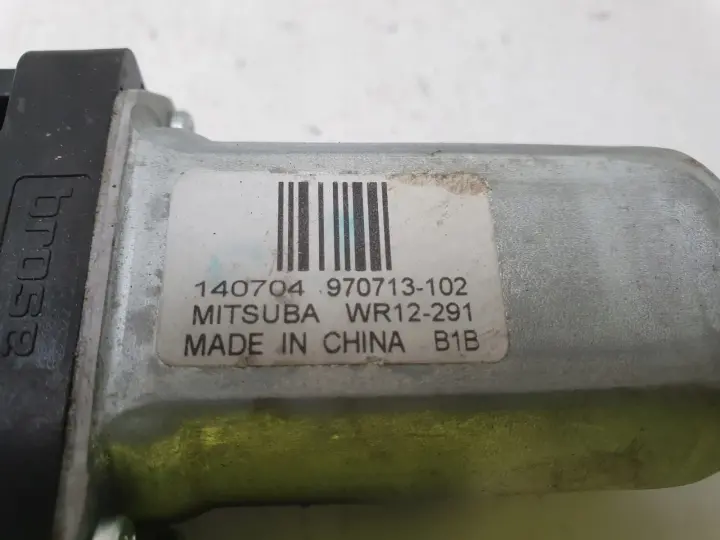 brose
140704 970713-102
MITSUBA WR12-291
MADE IN CHINA B1B